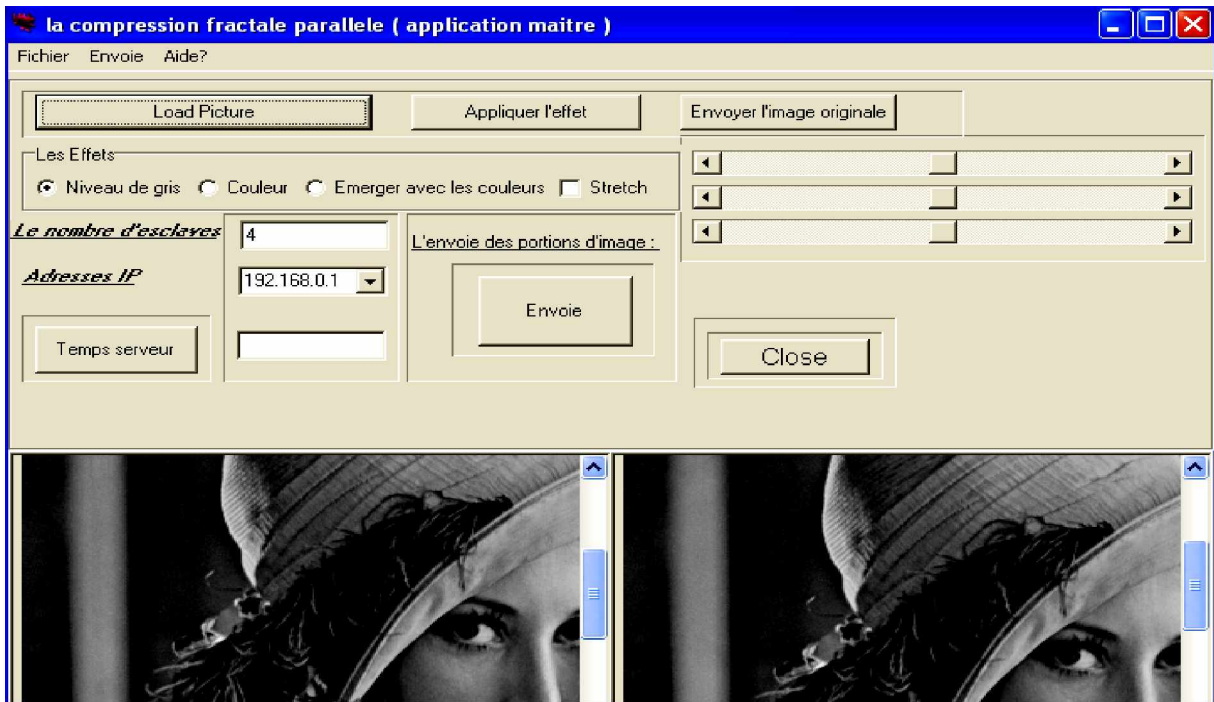 la compression fractale parallele ( application maitre )
Fichier Envoie Aide?
Load Picture Appliquer l'effet Envoyer l'image originale
Les Effets
Niveau de gris Couleur Emerger avec les couleurs Stretch
Le nombre d'esclaves 4
L'envoie des portions d'image :
Adresses IP 192.168.0.1
Envoie
Temps serveur
Close